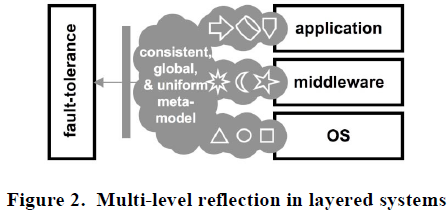 fault-tolerance
consistent,
global,
& uniform
meta-
model
application
middleware
OS
Figure 2. Multi-level reflection in layered systems